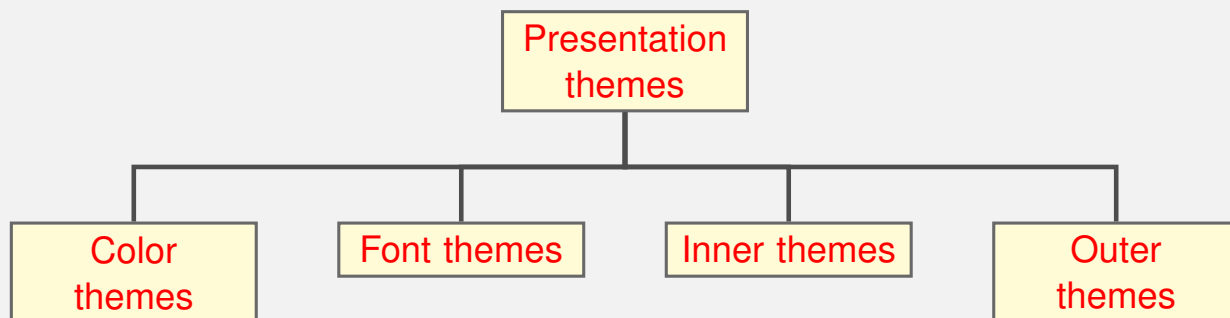 Presentation
themes
Color
themes
Font themes
Inner themes
Outer
themes